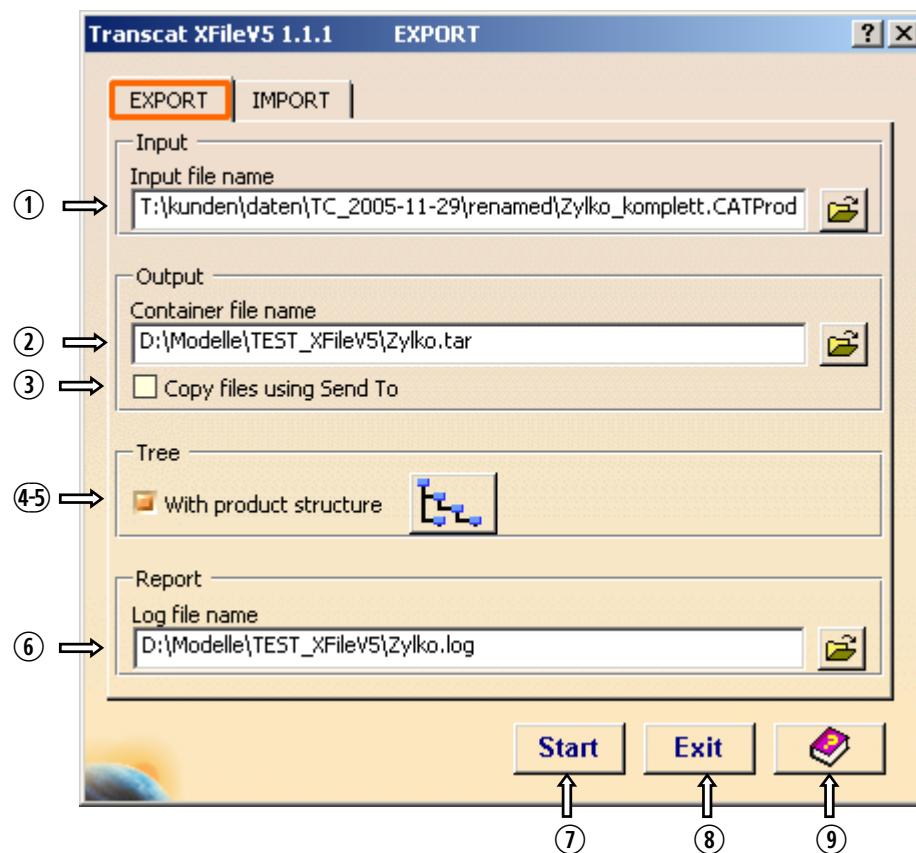 Transcat XFileV5 1.1.1 EXPORT
EXPORT IMPORT
Input
Input file name
① T:\kunden\daten\TC_2005-11-29\renamed\Zylko_komplett.CATProd
Output
Container file name
② D:\Modelle\TEST_XFileV5\Zylko.tar
③ Copy files using Send To
Tree
④-⑤ With product structure
Report
Log file name
⑥ D:\Modelle\TEST_XFileV5\Zylko.log
Start Exit ?
⑦ ⑧ ⑨